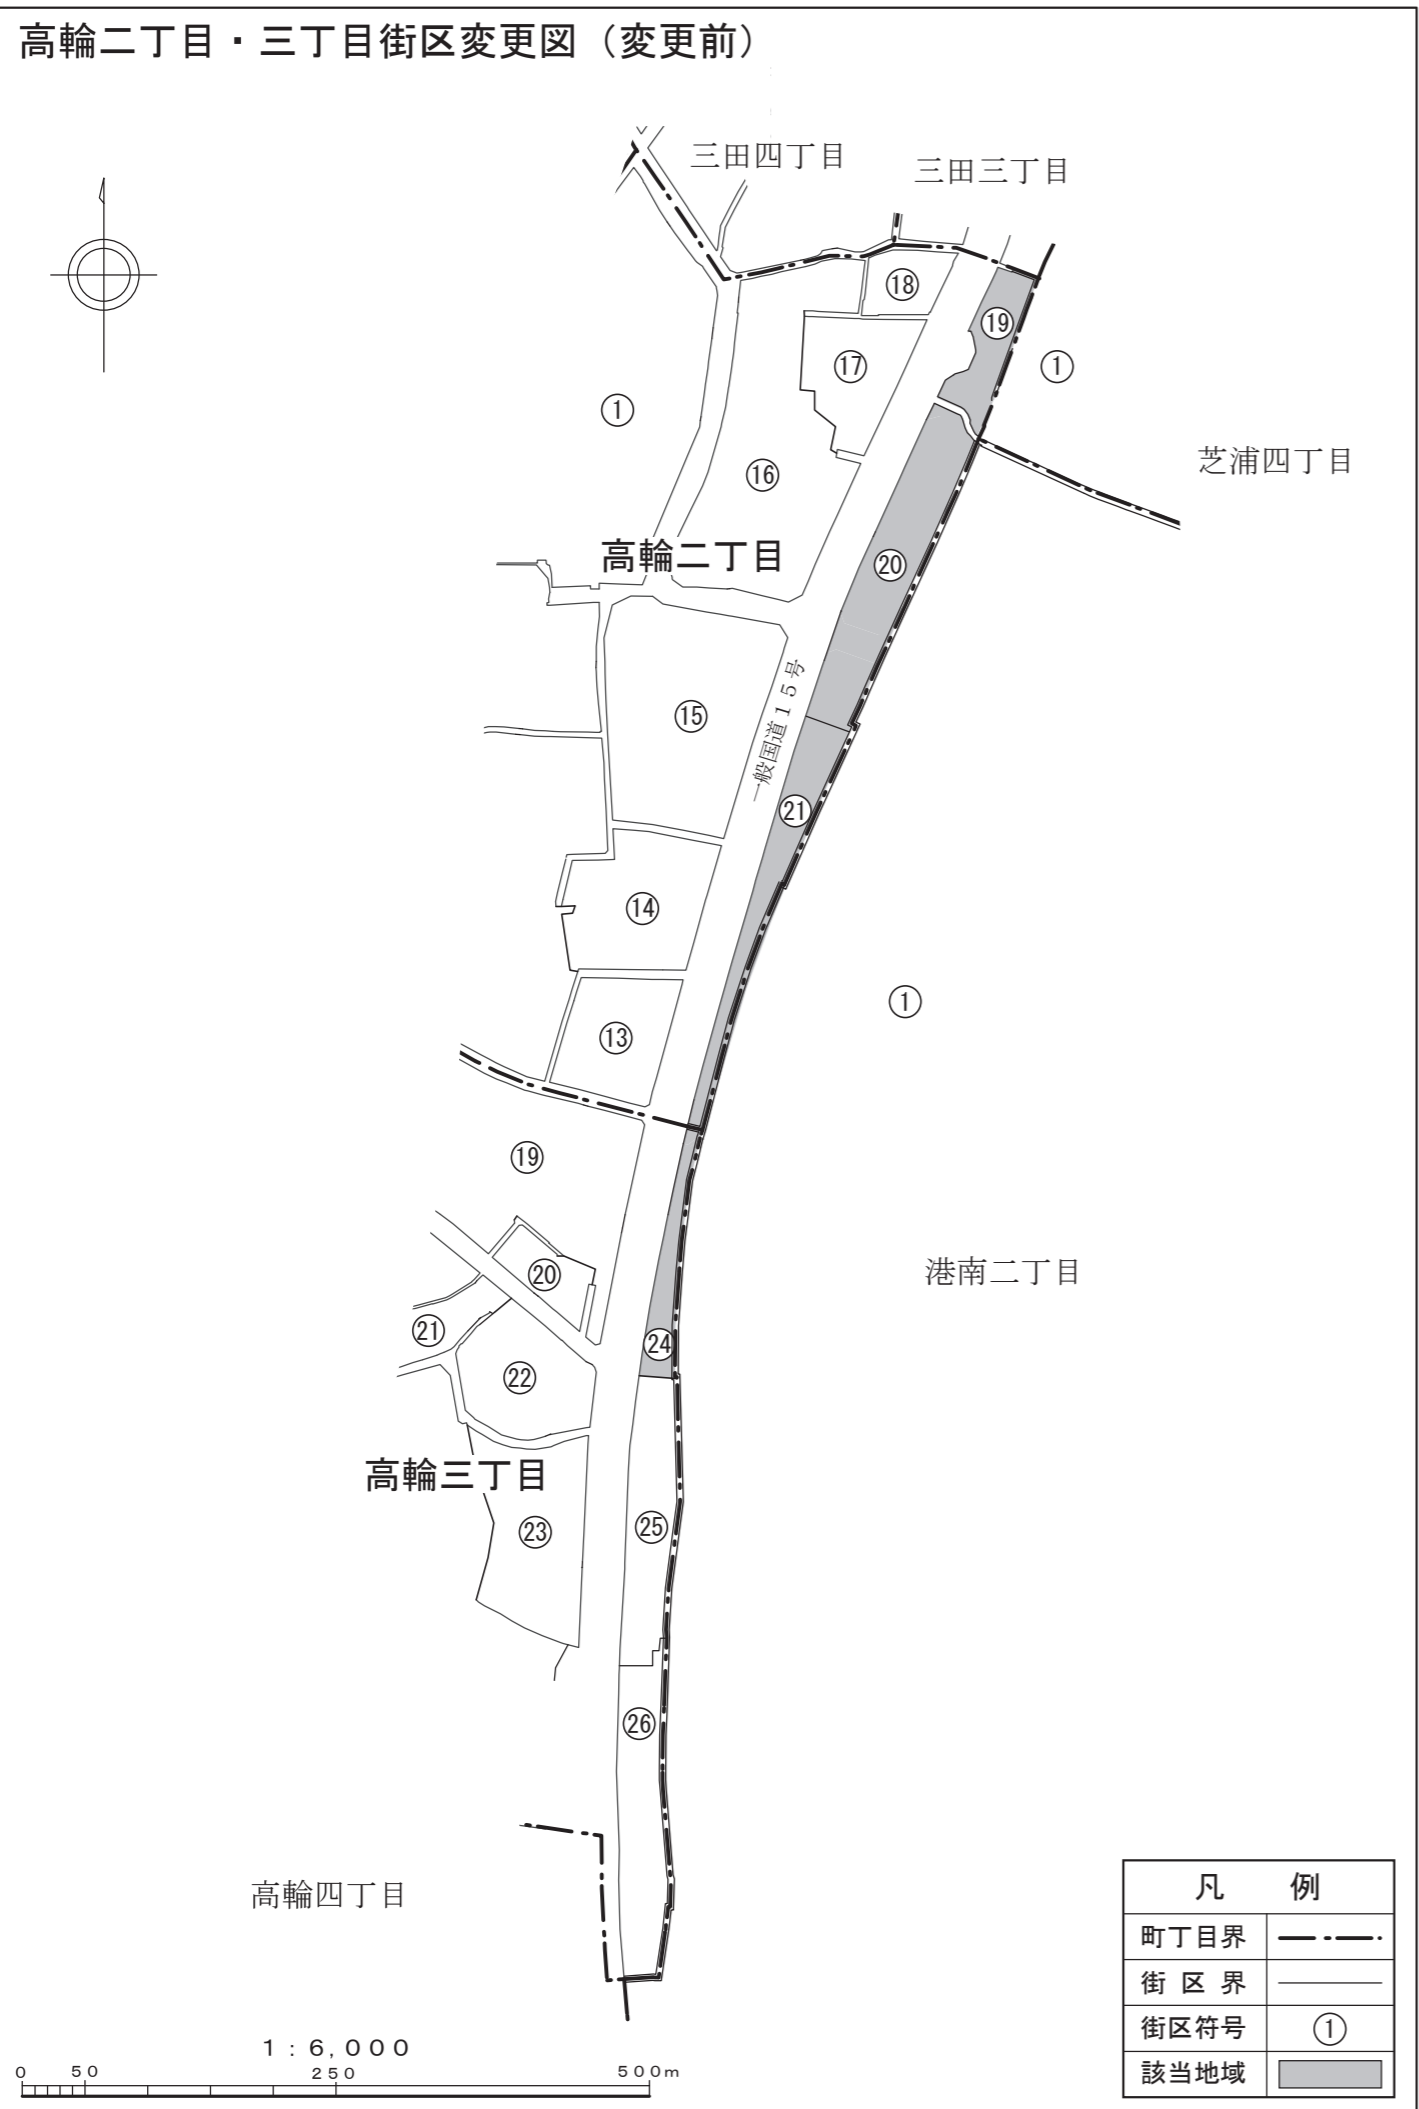 高輪二丁目・三丁目街区変更図（変更前）
三田四丁目
三田三丁目
⑱
⑲
①
⑰
①
芝浦四丁目
⑯
高輪二丁目
⑳
⑮
一般国道１５号
㉑
⑭
①
⑬
⑲
港南二丁目
⑳
㉑
㉔
㉒
高輪三丁目
㉕
㉓
㉖
高輪四丁目
凡 例
町丁目界
街区界
街区符号 ①
該当地域
1：6,000
0 50 250 500m